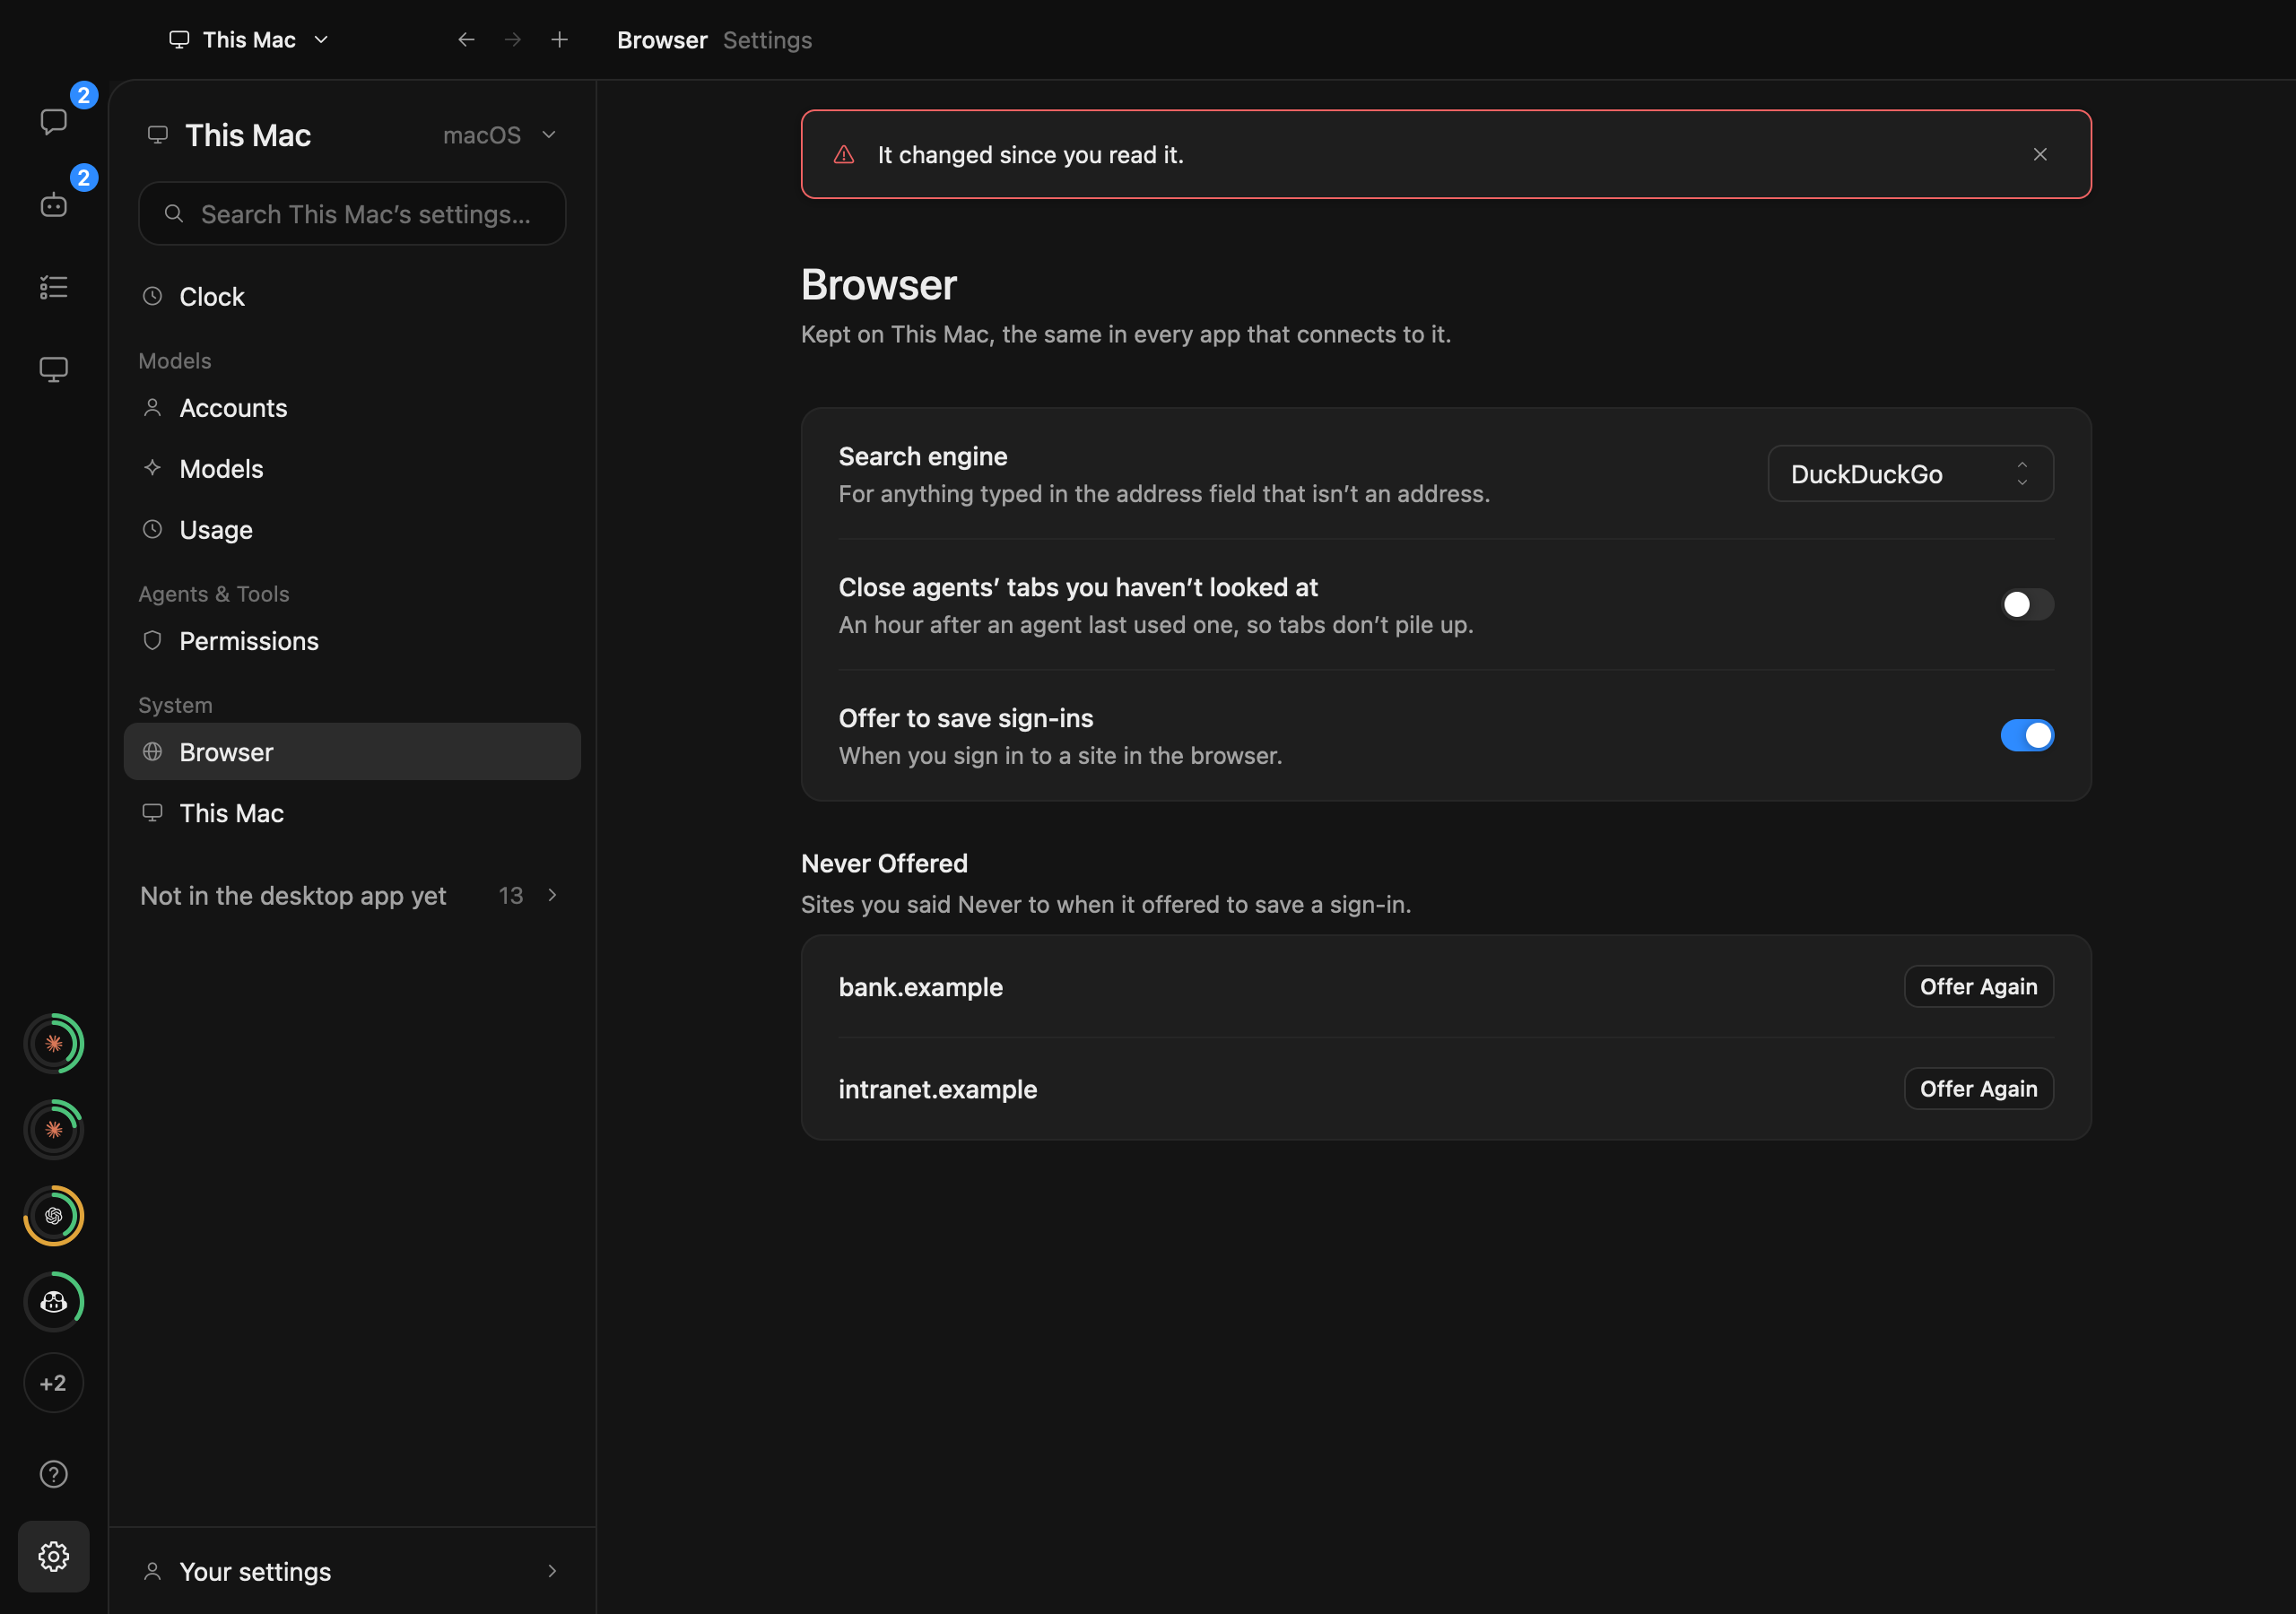 This Mac
Browser Settings
2
2
This Mac
macOS
Search This Mac’s settings...
Clock
Models
Accounts
Models
Usage
Agents & Tools
Permissions
System
Browser
This Mac
Not in the desktop app yet
13
+2
Your settings
It changed since you read it.
Browser
Kept on This Mac, the same in every app that connects to it.
Search engine
For anything typed in the address field that isn’t an address.
DuckDuckGo
Close agents’ tabs you haven’t looked at
An hour after an agent last used one, so tabs don’t pile up.
Offer to save sign-ins
When you sign in to a site in the browser.
Never Offered
Sites you said Never to when it offered to save a sign-in.
bank.example
Offer Again
intranet.example
Offer Again